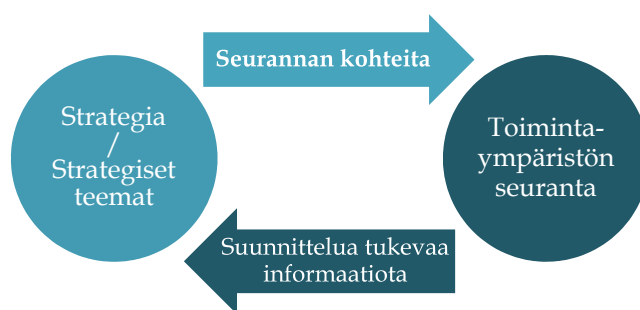 Seurannan kohteita
Strategia
/
Strategiset
teemat
Toiminta-
ympäristön
seuranta
Suunnittelua tukevaa
informaatiota